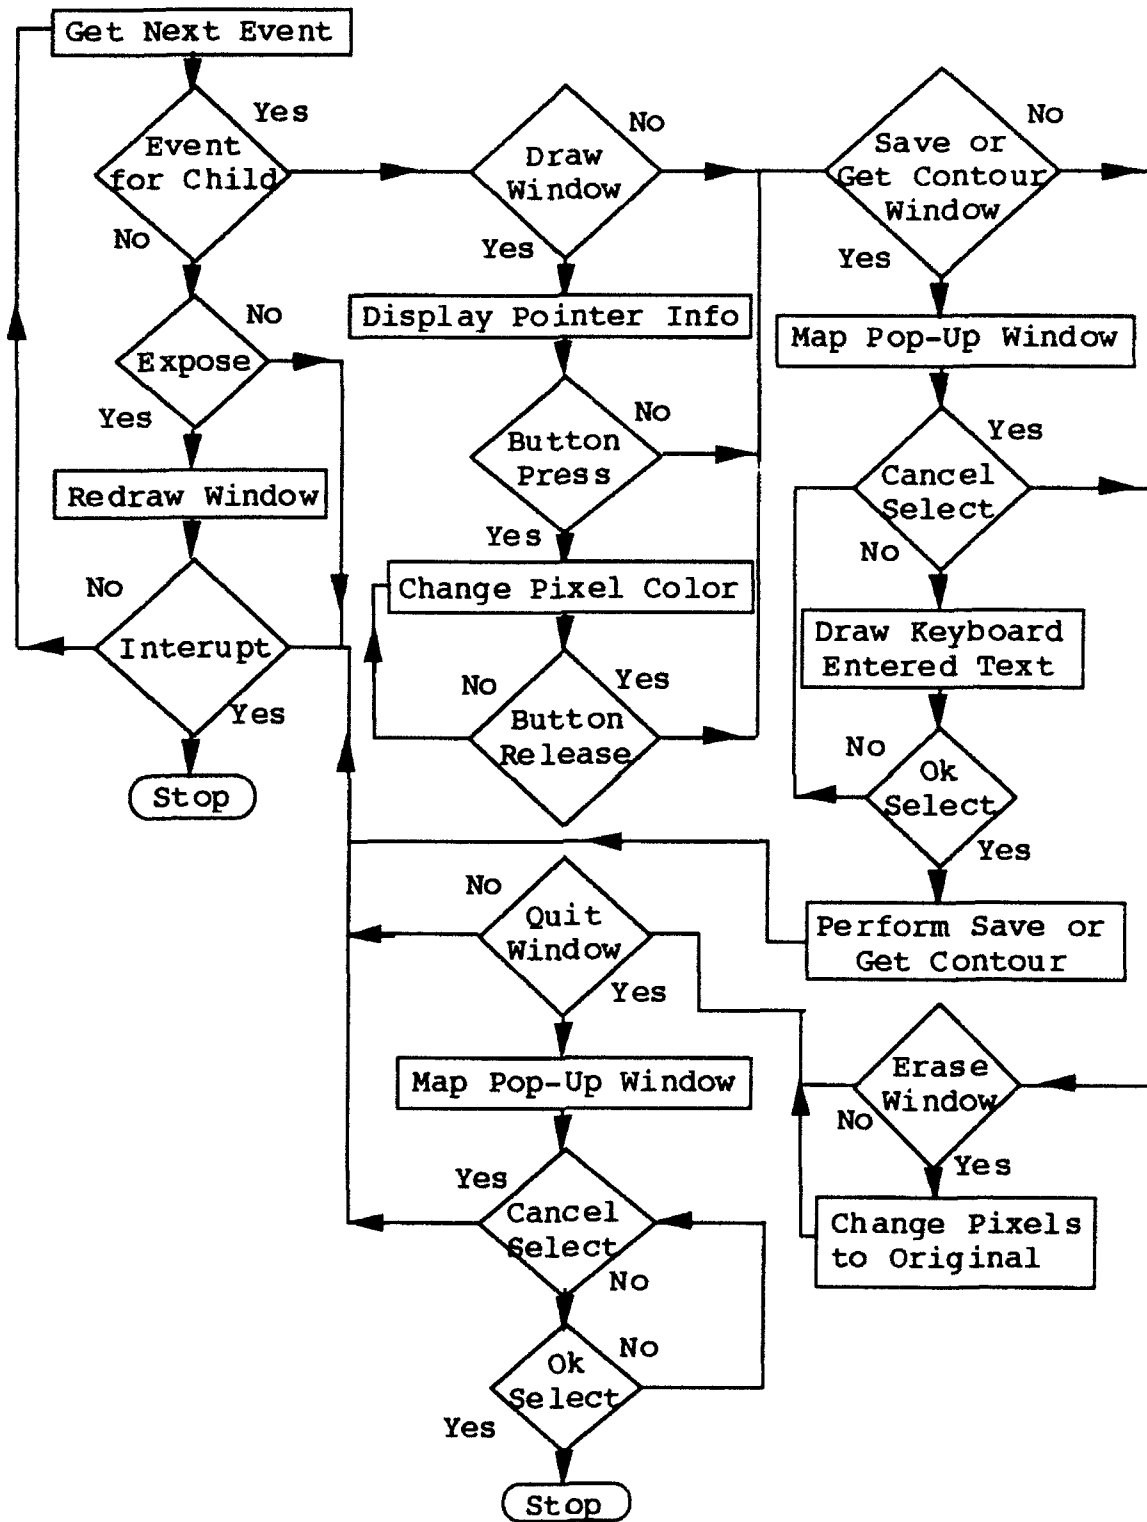 Get Next Event
Yes
Event
for Child
No
No
Expose
Yes
Redraw Window
No
Interupt
Yes
Stop
No
Draw
Window
Yes
Display Pointer Info
No
Button
Press
Yes
Change Pixel Color
No
Yes
Button
Release
No
Save or
Get Contour
Window
Yes
Map Pop-Up Window
Yes
Cancel
Select
No
Draw Keyboard
Entered Text
No
Ok
Select
Yes
Perform Save or
Get Contour
Erase
Window
No
Yes
Change Pixels
to Original
No
Quit
Window
Yes
Map Pop-Up Window
Yes
Cancel
Select
No
No
Ok
Select
Yes
Stop